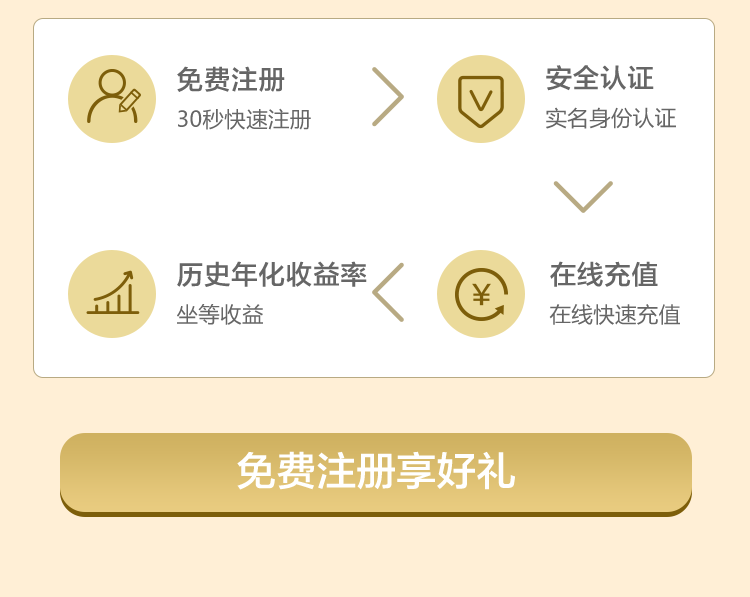 免费注册
30秒快速注册
安全认证
实名身份认证
在线充值
在线快速充值
历史年化收益率
坐等收益
免费注册享好礼